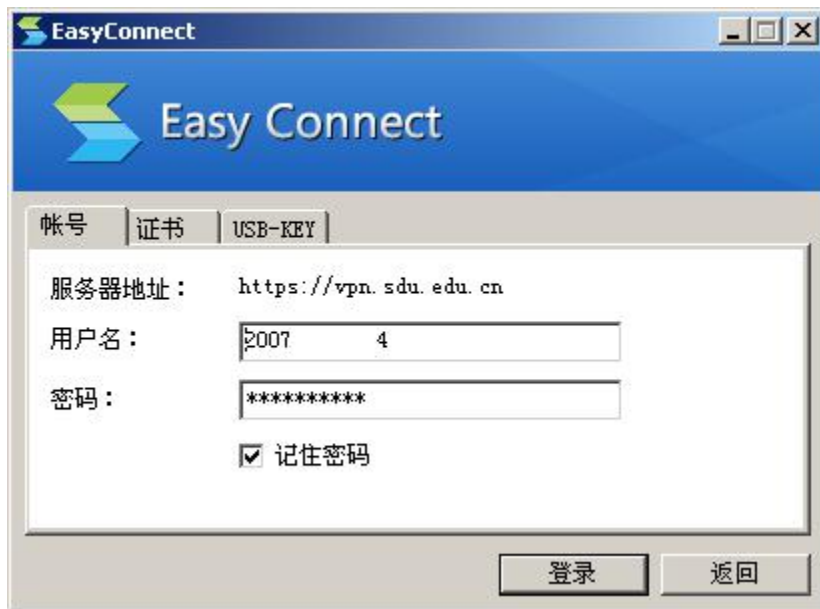 EasyConnect
Easy Connect
帐号 证书 USB-KEY
服务器地址： https://vpn.sdu.edu.cn
用户名： 2007 4
密码： **********
记住密码
登录 返回